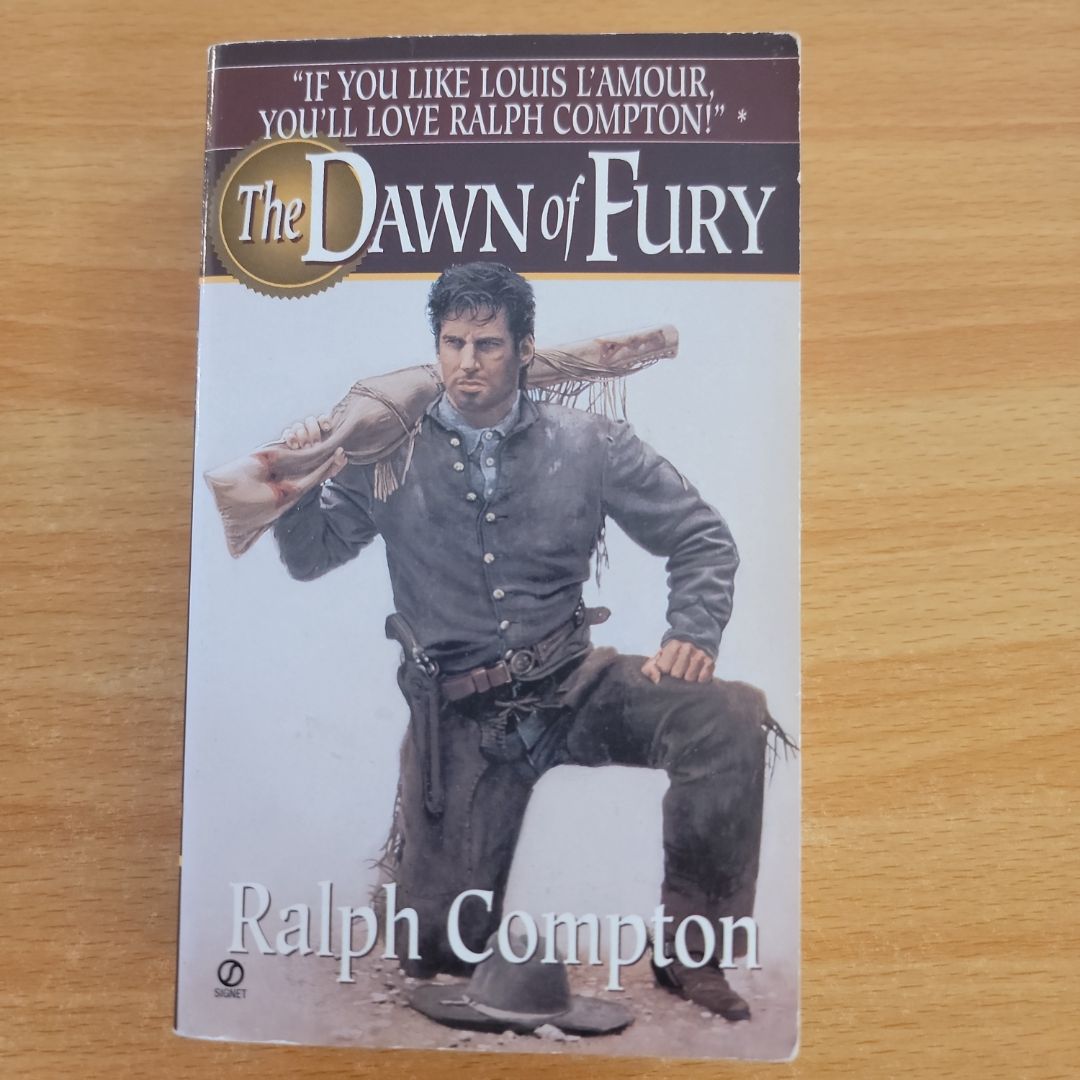 "IF YOU LIKE LOUIS L'AMOUR,
YOU'LL LOVE RALPH COMPTON!" *
The DAWN of FURY
Ralph Compton
SIGNET